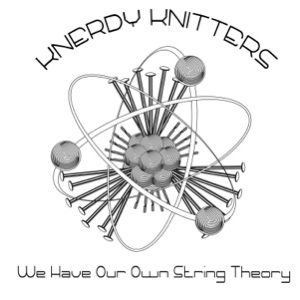 KNERDY KNITTERS
We Have Our Own String Theory